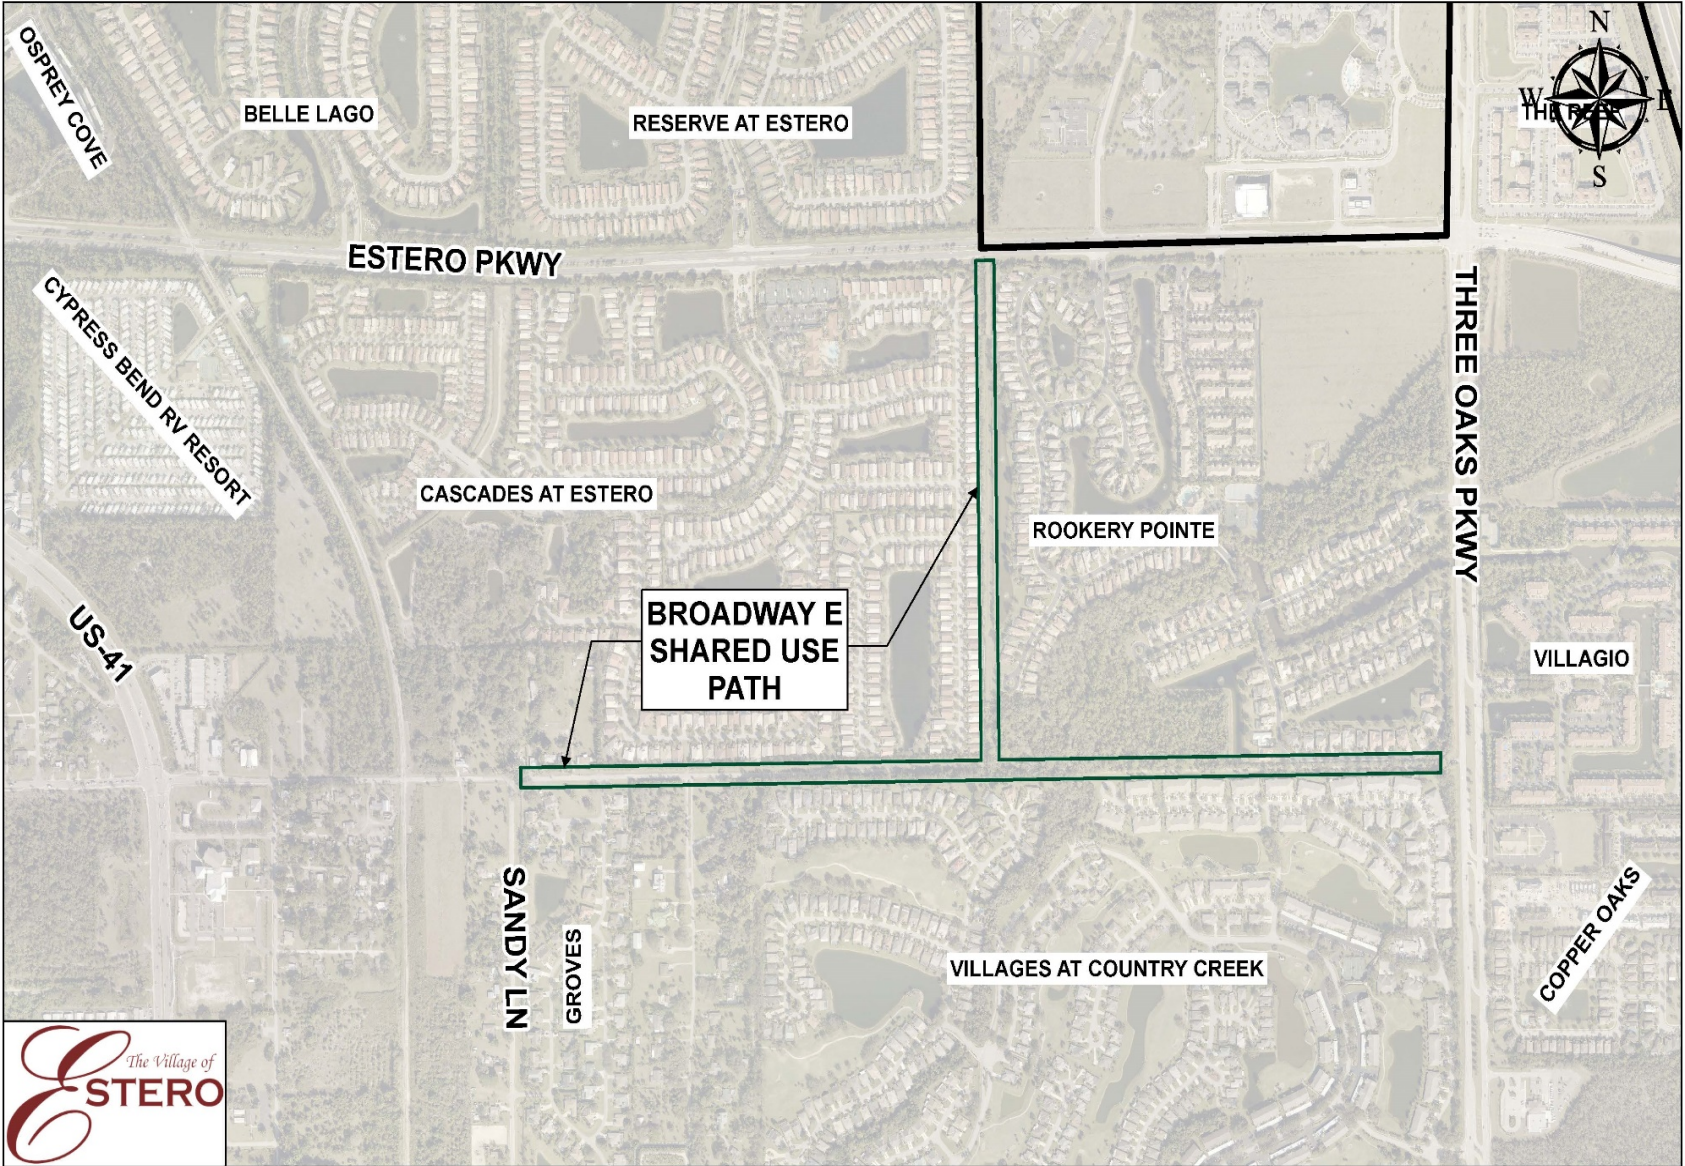 N
W
E
S
OSPREY COVE
BELLE LAGO
RESERVE AT ESTERO
ESTERO PKWY
CYPRESS BEND RV RESORT
THREE OAKS PKWY
CASCADES AT ESTERO
ROOKERY POINTE
BROADWAY E
SHARED USE
PATH
US-41
VILLAGIO
SANDY LN
GROVES
VILLAGES AT COUNTRY CREEK
COPPER OAKS
The Village of
ESTERO